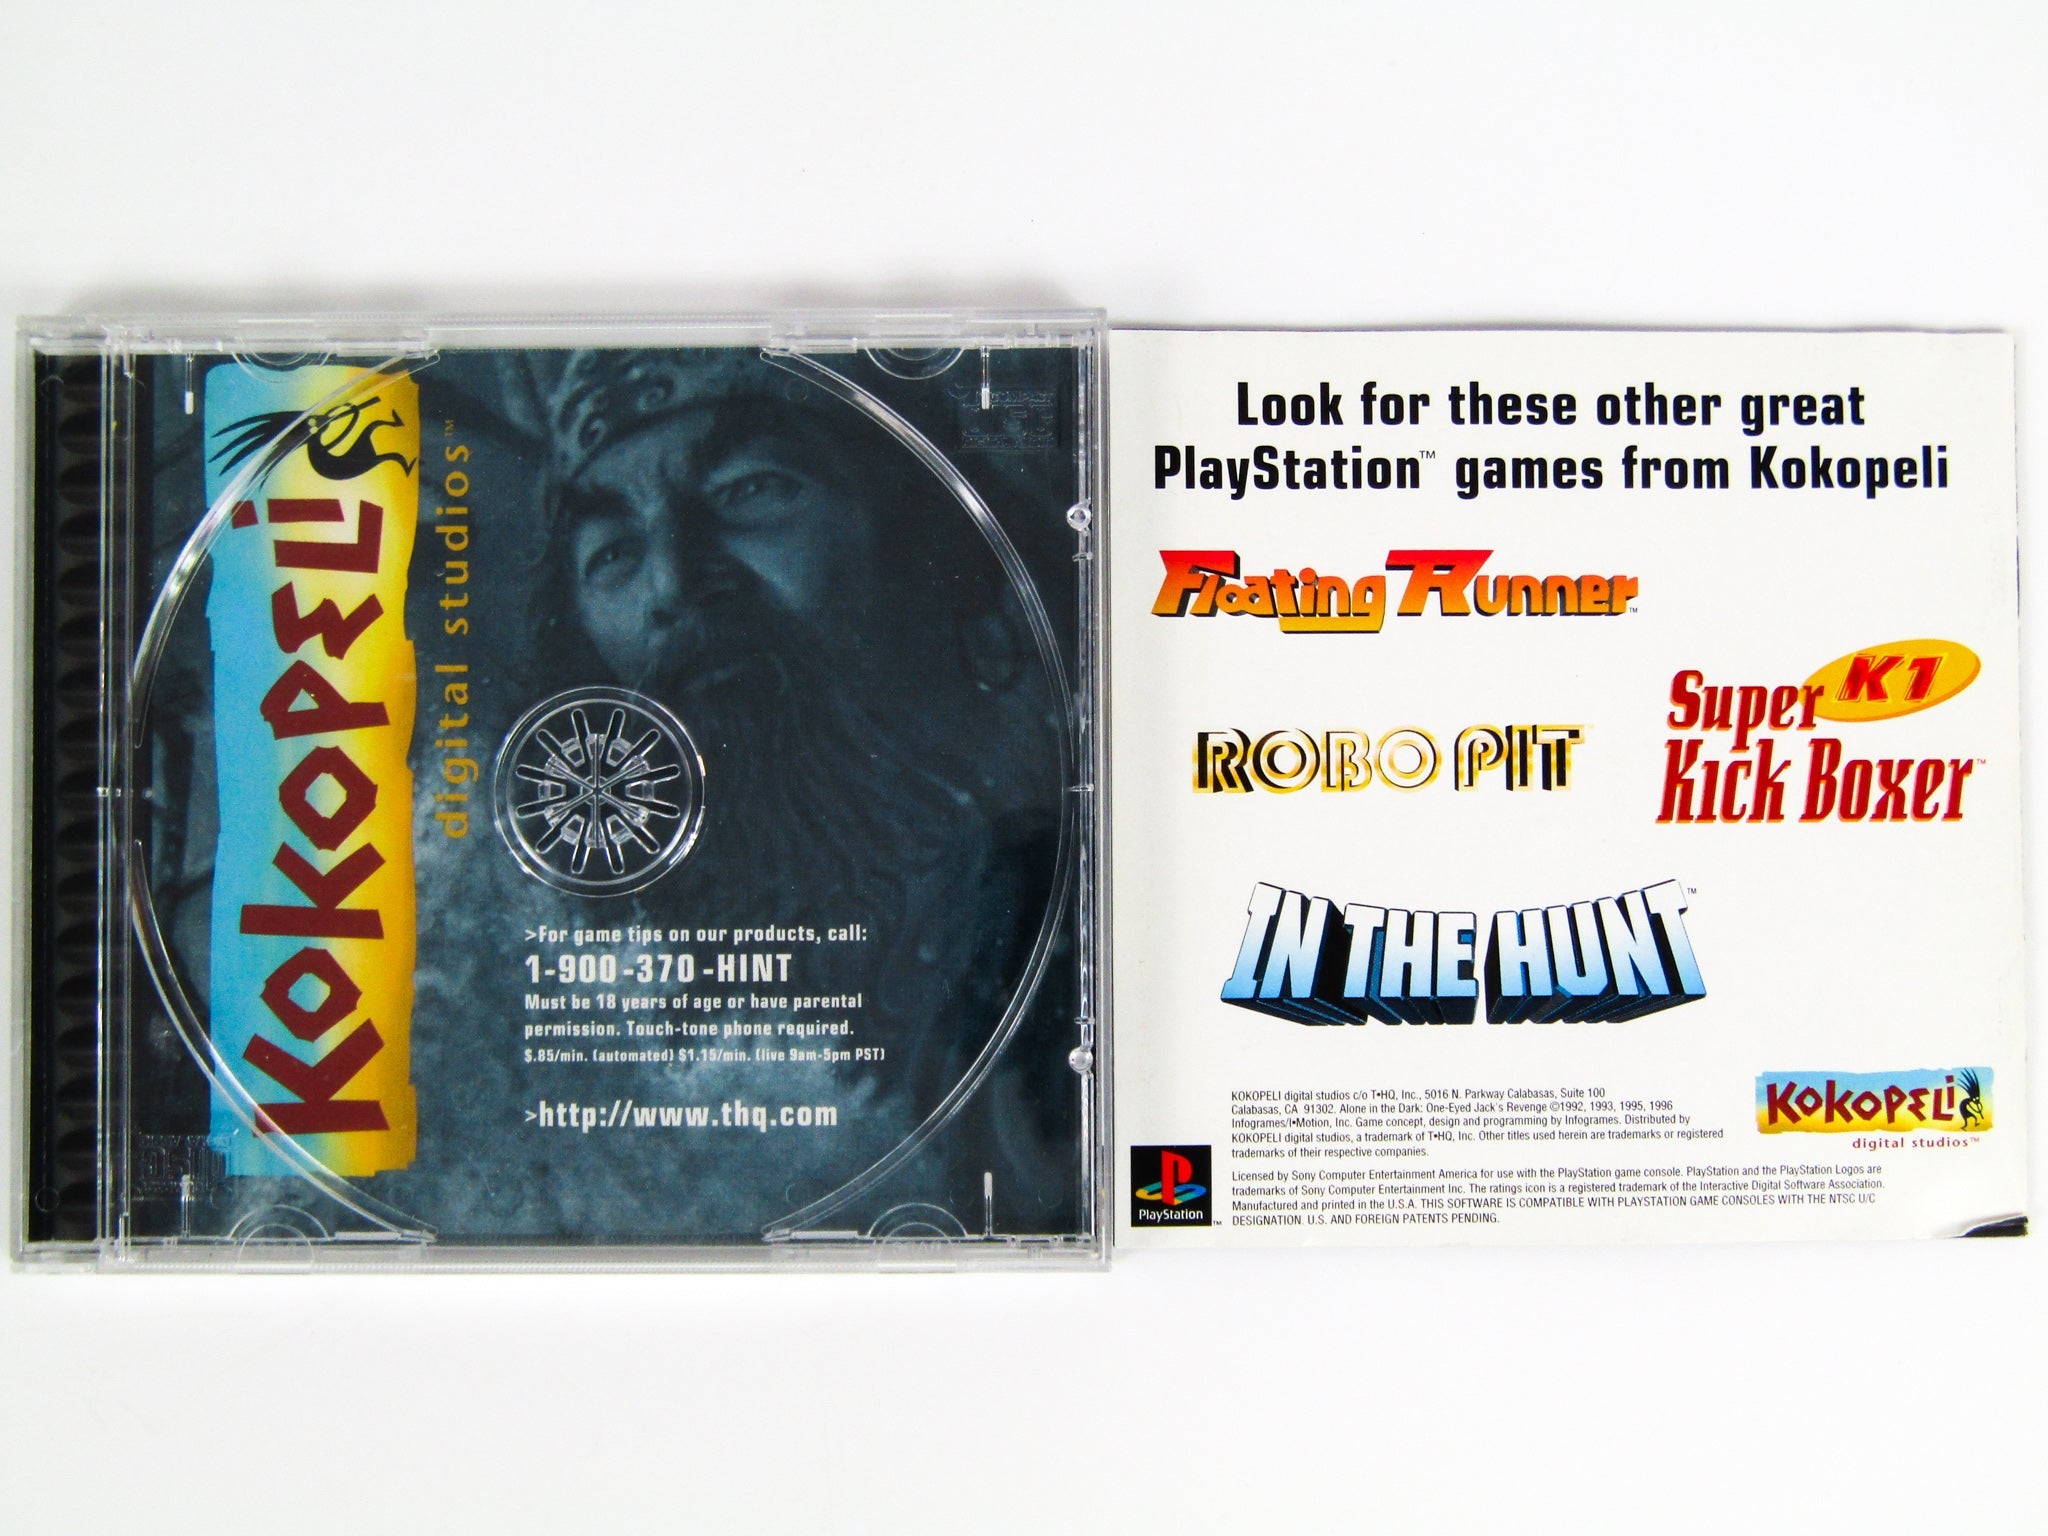 KOKOPELI
digital studios™
COMPACT
>For game tips on our products, call:
1-900-370-HINT
Must be 18 years of age or have parental
permission. Touch-tone phone required.
$.85/min. (automated) $1.15/min. (live 9am-5pm PST)
>http://www.thq.com
Look for these other great
PlayStation™ games from Kokopeli
Floating Runner™
ROBO PIT™
Super K1
Kick Boxer™
IN THE HUNT™
KOKOPELI digital studios c/o T•HQ, Inc., 5016 N. Parkway Calabasas, Suite 100
Calabasas, CA 91302. Alone in the Dark: One-Eyed Jack's Revenge ©1992, 1993, 1995, 1996
Infogrames/I•Motion, Inc. Game concept, design and programming by Infogrames. Distributed by
KOKOPELI digital studios, a trademark of T•HQ, Inc. Other titles used herein are trademarks or registered
trademarks of their respective companies.
KOKOPELI
digital studios™
PlayStation™
Licensed by Sony Computer Entertainment America for use with the PlayStation game console. PlayStation and the PlayStation Logos are
trademarks of Sony Computer Entertainment Inc. The ratings icon is a registered trademark of the Interactive Digital Software Association.
Manufactured and printed in the U.S.A. THIS SOFTWARE IS COMPATIBLE WITH PLAYSTATION GAME CONSOLES WITH THE NTSC U/C
DESIGNATION. U.S. AND FOREIGN PATENTS PENDING.